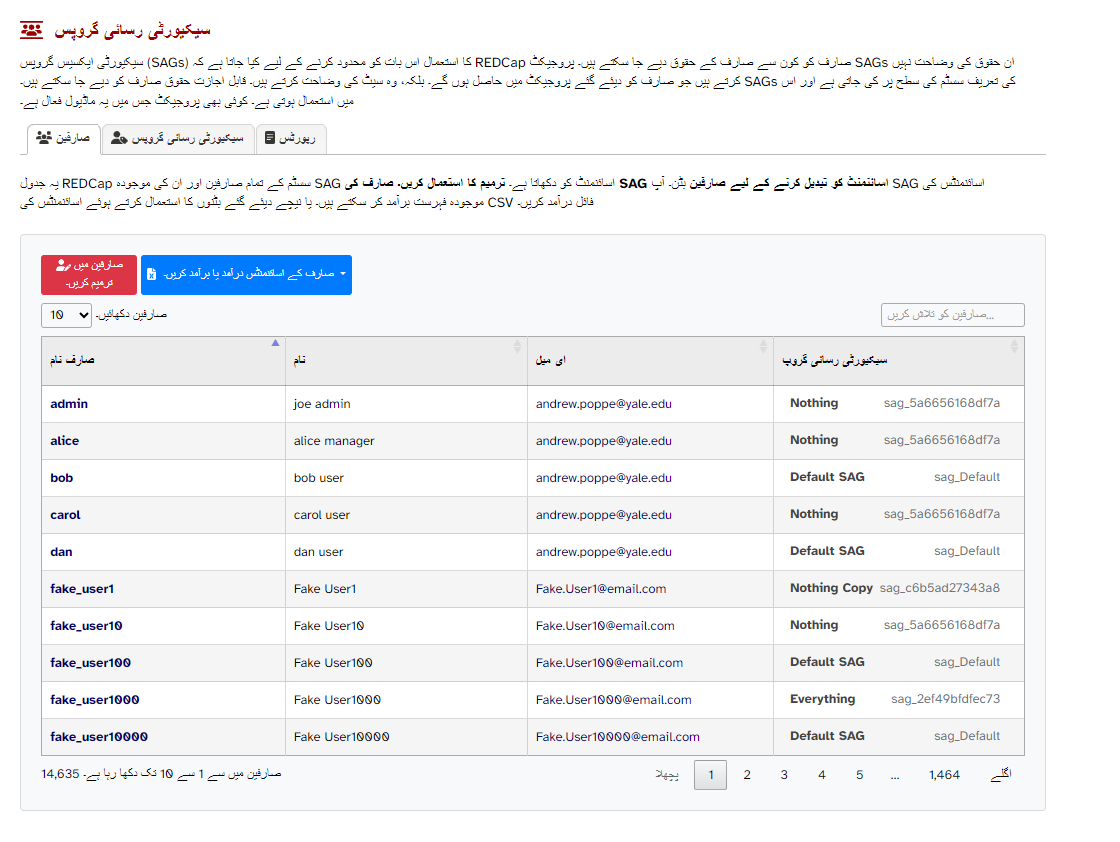 سیکیورٹی رسائی گروپس
سیکیورٹی ایکسیس گروپس (SAGs) کا استعمال اس بات کو محدود کرنے کے لیے کیا جاتا ہے کہ REDCap پروجیکٹ میں صارف کو کون سے صارف کے حقوق دیے جا سکتے ہیں۔ SAGs ان حقوق کی وضاحت نہیں
کرتے ہیں جو صارف کو دیئے گئے پروجیکٹ میں حاصل ہوں گے۔ بلکہ، وہ سیٹ کی وضاحت کرتے ہیں۔ قابل اجازت حقوق صارف کو دیے جا سکتے ہیں۔ SAGs کی تعریف سسٹم کی سطح پر کی جاتی ہے اور اس
میں استعمال ہوتی ہے۔ کوئی بھی پروجیکٹ جس میں یہ ماڈیول فعال ہے۔
صارفین
سیکیورٹی رسائی گروپس
رپورٹس
یہ جدول REDCap سسٹم کے تمام صارفین اور ان کی موجودہ SAG اسائنمنٹ کو دکھاتا ہے۔ ترمیم کا استعمال کریں۔ صارف کی SAG اسائنمنٹ کو تبدیل کرنے کے لیے صارفین بٹن۔ آپ SAG اسائنمنٹس کی
موجودہ فہرست برآمد کر سکتے ہیں۔ یا نیچے دیئے گئے بٹنوں کا استعمال کرتے ہوئے اسائنمنٹس کی CSV فائل درآمد کریں۔
صارفین میں
ترمیم کریں۔
صارف کے اسائنمنٹس درآمد یا برآمد کریں۔
10 صارفین دکھائیں۔
صارفین کو تلاش کریں...
صارف نام نام ای میل سیکیورٹی رسائی گروپ
admin joe admin andrew.poppe@yale.edu Nothing sag_5a6656168df7a
alice alice manager andrew.poppe@yale.edu Nothing sag_5a6656168df7a
bob bob user andrew.poppe@yale.edu Default SAG sag_Default
carol carol user andrew.poppe@yale.edu Nothing sag_5a6656168df7a
dan dan user andrew.poppe@yale.edu Default SAG sag_Default
fake_user1 Fake User1 Fake.User1@email.com Nothing Copy sag_c6b5ad27343a8
fake_user10 Fake User10 Fake.User10@email.com Nothing sag_5a6656168df7a
fake_user100 Fake User100 Fake.User100@email.com Default SAG sag_Default
fake_user1000 Fake User1000 Fake.User1000@email.com Everything sag_2ef49bfdfec73
fake_user10000 Fake User10000 Fake.User10000@email.com Default SAG sag_Default
14,635 صارفین میں سے 1 سے 10 تک دکھا رہا ہے۔
پچھلا 1 2 3 4 5 ... 1,464 اگلے